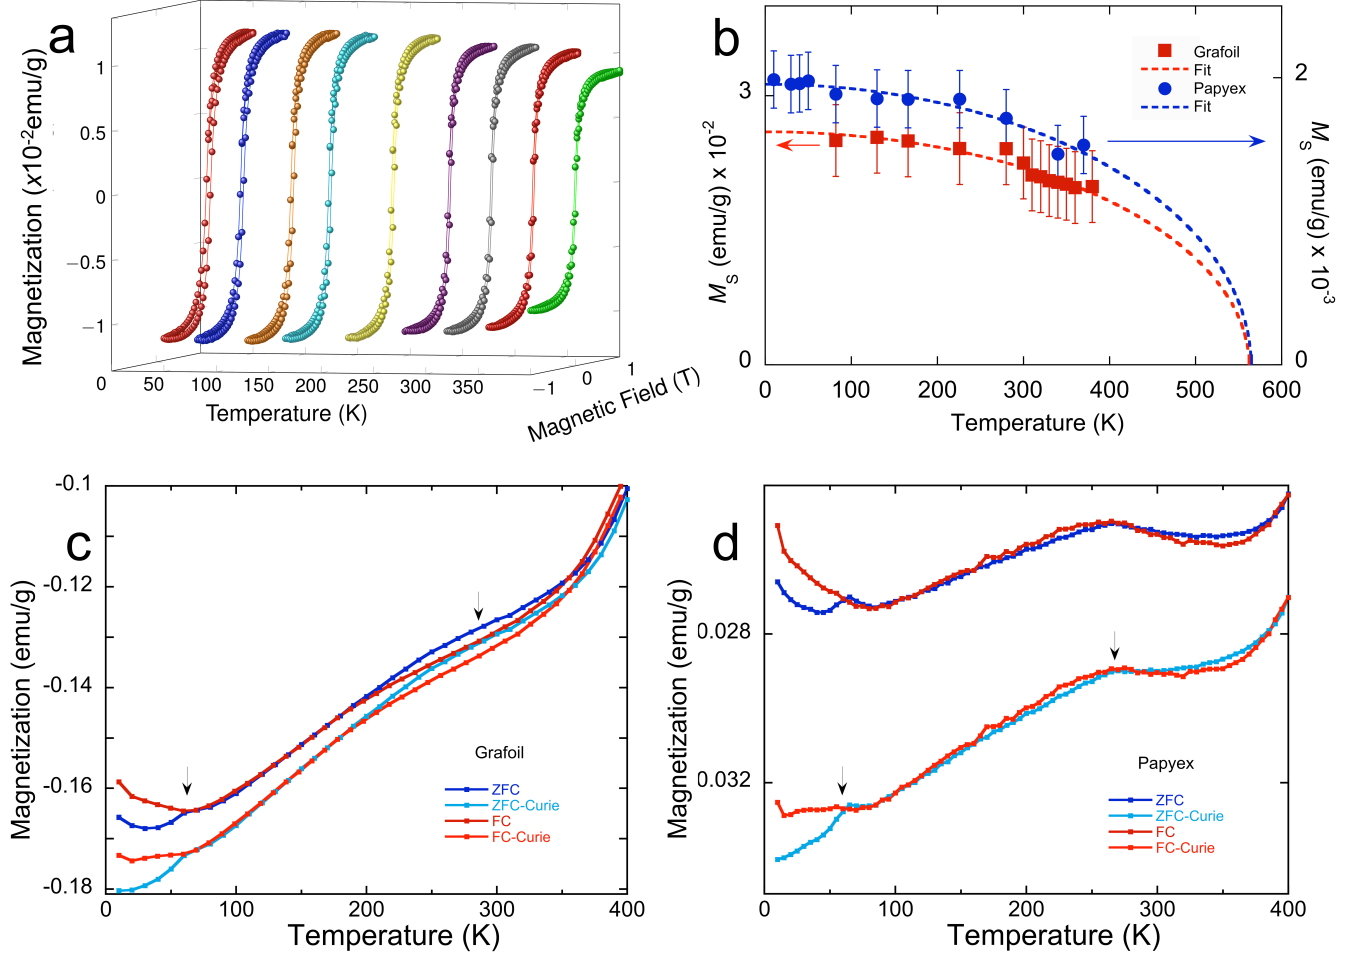 a
Magnetization (x10⁻²emu/g)
1
0.5
0
−0.5
−1
0
50
100
150
200
250
300
350
−1
0
1
Temperature (K)
Magnetic Field (T)
b
Grafoil
Fit
Papyex
Fit
3
0
2
0
Mₛ (emu/g) x 10⁻²
Mₛ (emu/g) x 10⁻³
0
100
200
300
400
500
600
Temperature (K)
c
-0.1
-0.12
-0.14
-0.16
-0.18
Magnetization (emu/g)
Grafoil
ZFC
ZFC-Curie
FC
FC-Curie
0
100
200
300
400
Temperature (K)
d
0.028
0.032
Magnetization (emu/g)
Papyex
ZFC
ZFC-Curie
FC
FC-Curie
0
100
200
300
400
Temperature (K)